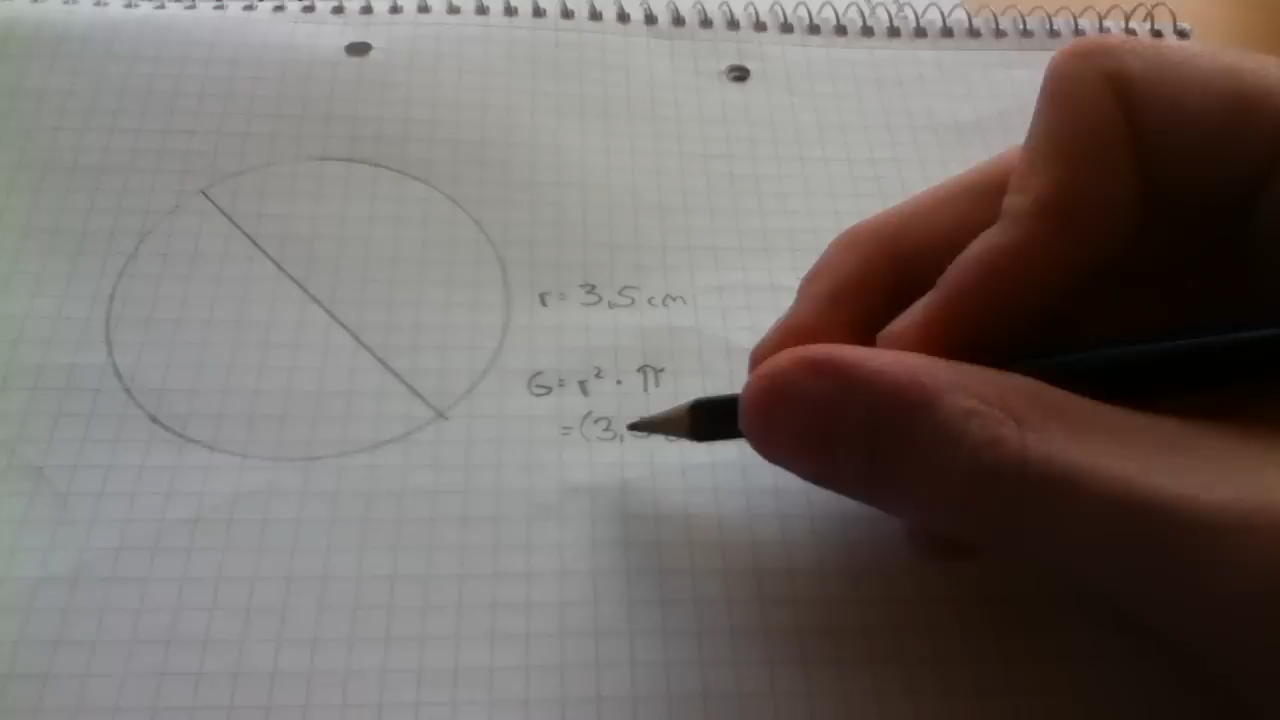 r = 3,5 cm
G = r² · π
= (3,